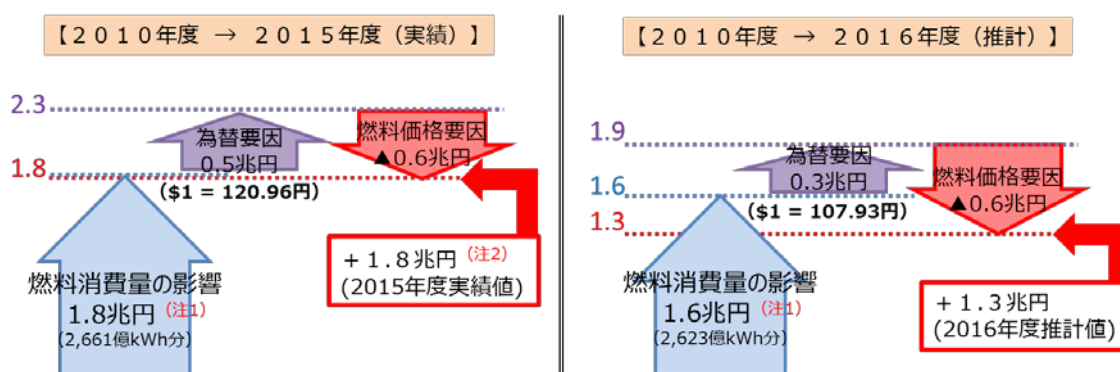 【２０１０年度 → ２０１５年度（実績）】
2.3
為替要因
0.5兆円
燃料価格要因
▲0.6兆円
1.8
($1 = 120.96円)
＋１.８兆円（注2）
(2015年度実績値)
燃料消費量の影響
1.8兆円（注1）
(2,661億kWh分)
【２０１０年度 → ２０１６年度（推計）】
1.9
為替要因
0.3兆円
燃料価格要因
▲0.6兆円
1.6
($1 = 107.93円)
1.3
燃料消費量の影響
1.6兆円（注1）
(2,623億kWh分)
＋１.３兆円
(2016年度推計値)